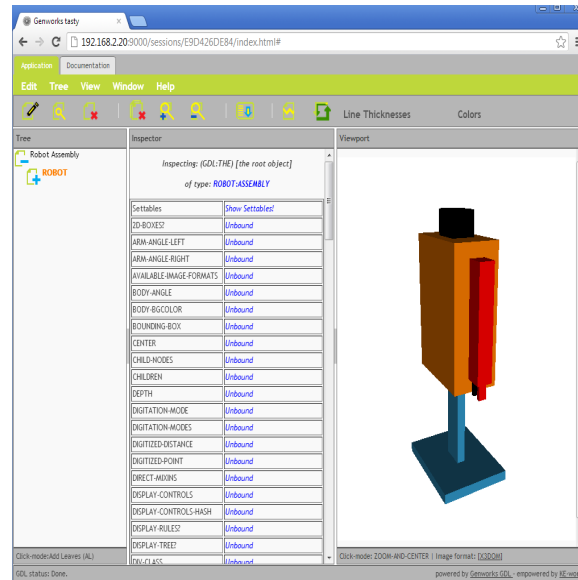 Genworks tasty
192.168.2.20:9000/sessions/E9D426DE84/index.html#
Application Documentation
Edit Tree View Window Help
Line Thicknesses Colors
Tree Inspector Viewport
Robot Assembly
ROBOT
Inspecting: (GDL:THE) [the root object]
of type: ROBOT:ASSEMBLY
Settables Show Settables!
2D-BOXES? Unbound
ARM-ANGLE-LEFT Unbound
ARM-ANGLE-RIGHT Unbound
AVAILABLE-IMAGE-FORMATS Unbound
BODY-ANGLE Unbound
BODY-BGCOLOR Unbound
BOUNDING-BOX Unbound
CENTER Unbound
CHILD-NODES Unbound
CHILDREN Unbound
DEPTH Unbound
DIGITATION-MODE Unbound
DIGITATION-MODES Unbound
DIGITIZED-DISTANCE Unbound
DIGITIZED-POINT Unbound
DIRECT-MIXINS Unbound
DISPLAY-CONTROLS Unbound
DISPLAY-CONTROLS-HASH Unbound
DISPLAY-RULES? Unbound
DISPLAY-TREE? Unbound
DIV-CLASS Unbound
Click-mode:Add Leaves (AL) Click-mode: ZOOM-AND-CENTER | Image format: [X3DOM]
GDL status: Done. powered by Genworks GDL - empowered by KE-wor